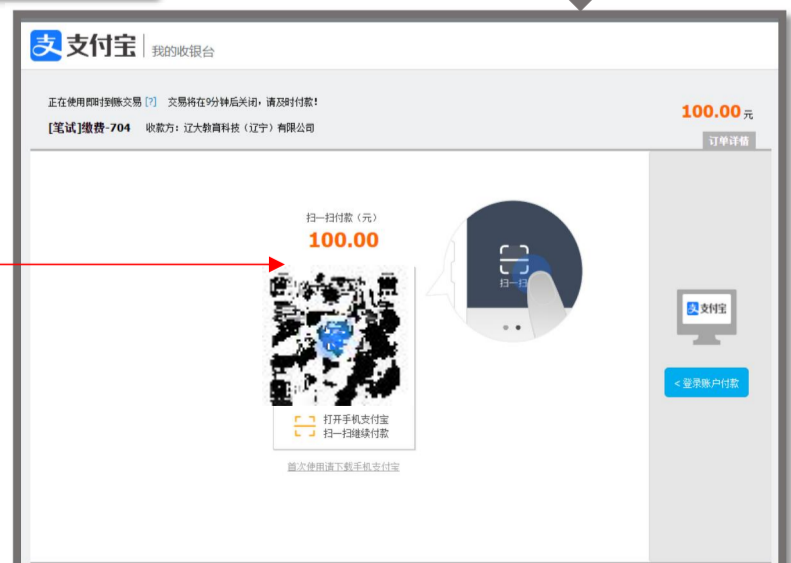 支付宝 我的收银台
正在使用即时到账交易 [?] 交易将在9分钟后关闭，请及时付款！
[笔试]缴费-704 收款方：辽大教育科技（辽宁）有限公司
100.00 元
订单详情
扫一扫付款（元）
100.00
扫一扫
打开手机支付宝
扫一扫继续付款
首次使用请下载手机支付宝
支付宝
< 登录账户付款